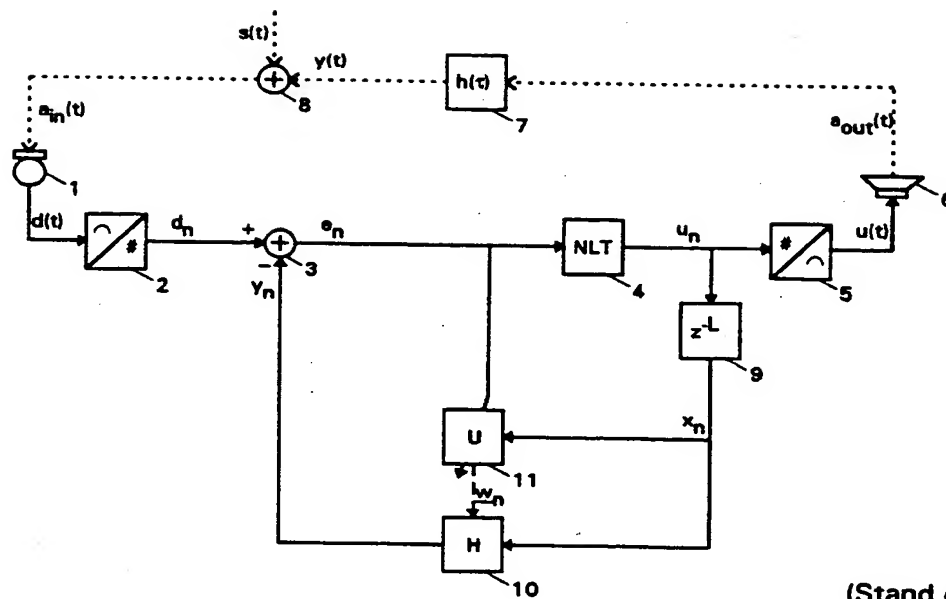 s(t)
y(t)
8
h(τ)
7
a_in(t)
a_out(t)
1
6
d(t)
d_n
+
e_n
NLT
u_n
#
u(t)
#
2
−
3
4
5
y_n
z^-L
9
x_n
U
11
w_n
H
10
(Stand